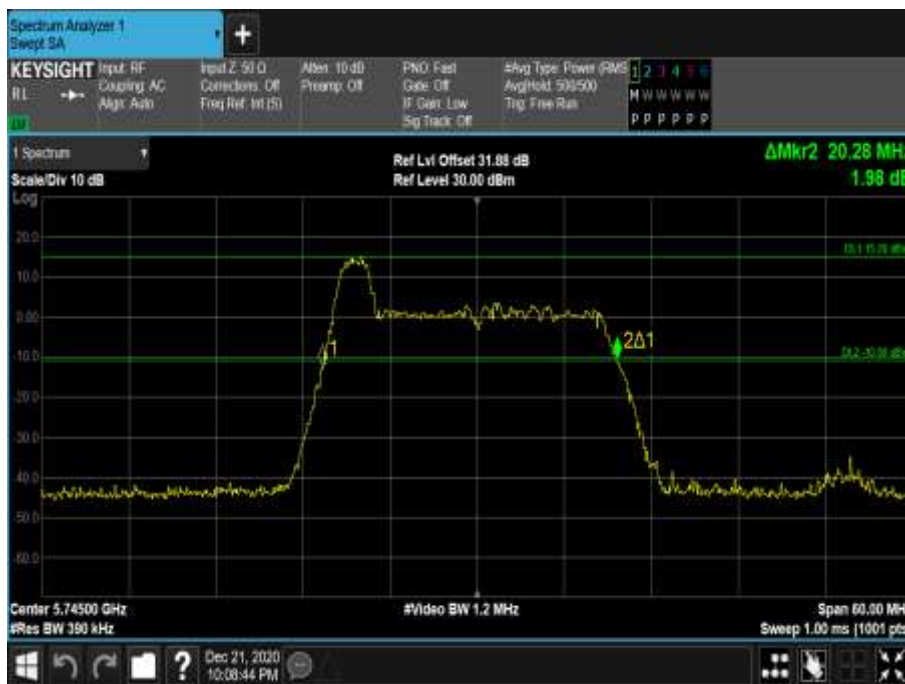 Spectrum Analyzer 1
Swept SA
+
KEYSIGHT
RL
Input: RF
Coupling: AC
Align: Auto
Input Z: 50 Ω
Corrections: Off
Freq Ref: Int (S)
Atten: 10 dB
Preamp: Off
PNO: Fast
Gate: Off
IF Gain: Low
Sig Track: Off
#Avg Type: Power (RMS
Avg|Hold: 500/500
Trig: Free Run
1 2 3 4 5 6
M W W W W W
P P P P P P
1 Spectrum
Scale/Div 10 dB
Ref Lvl Offset 31.88 dB
Ref Level 30.00 dBm
ΔMkr2 20.28 MH
1.98 dB
Log
20.0
10.0
0.00
-10.0
-20.0
-30.0
-40.0
-50.0
-60.0
1
2Δ1
Center 5.74500 GHz
#Res BW 390 kHz
#Video BW 1.2 MHz
Span 60.00 MH
Sweep 1.00 ms (1001 pts
?
Dec 21, 2020
10:08:44 PM